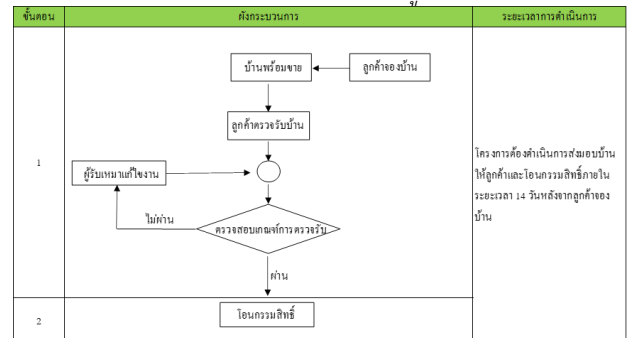 ขั้นตอน
ผังกระบวนการ
ระยะเวลาการดำเนินการ
บ้านพร้อมขาย
ลูกค้าจองบ้าน
ลูกค้าตรวจรับบ้าน
1
ผู้รับเหมาแก้ไขงาน
ไม่ผ่าน
ตรวจสอบเกณฑ์การตรวจรับ
ผ่าน
โครงการต้องดำเนินการส่งมอบบ้าน
ให้ลูกค้าและโอนกรรมสิทธิ์ภายใน
ระยะเวลา 14 วันหลังจากลูกค้าจอง
บ้าน
2
โอนกรรมสิทธิ์